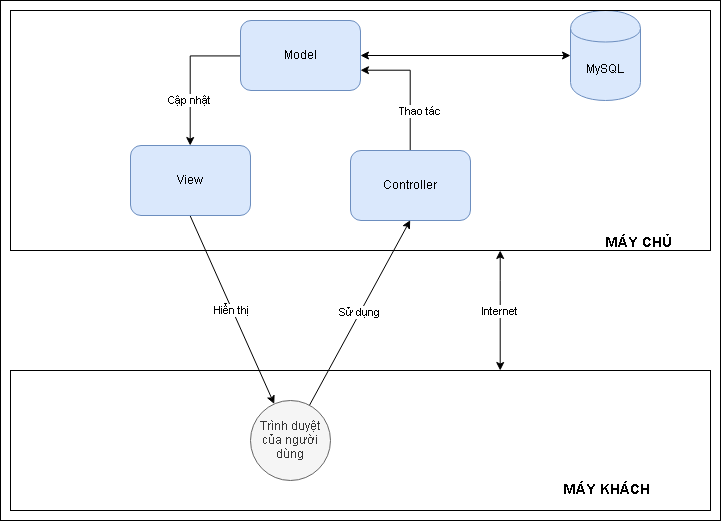 Model
MySQL
Cập nhật
Thao tác
View
Controller
MÁY CHỦ
Hiển thị
Sử dụng
Internet
Trình duyệt
của người
dùng
MÁY KHÁCH